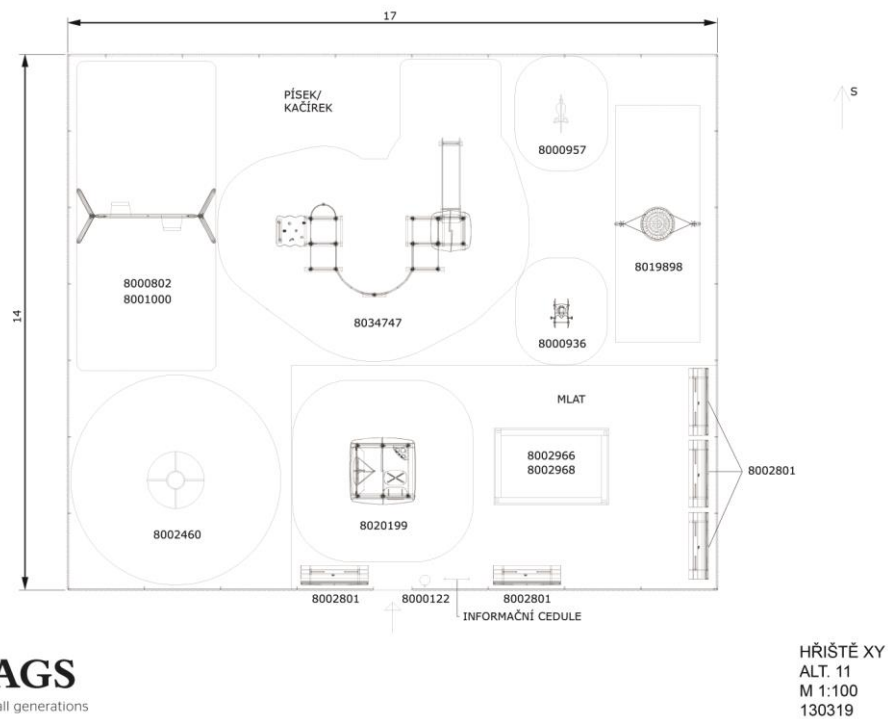 17
14
S
PÍSEK/
KAČÍREK
8000957
8019898
8000802
8001000
8034747
8000936
MLAT
8002966
8002968
8002801
8002460
8020199
8002801
8000122
8002801
INFORMAČNÍ CEDULE
AGS
all generations
HŘIŠTĚ XY
ALT. 11
M 1:100
130319